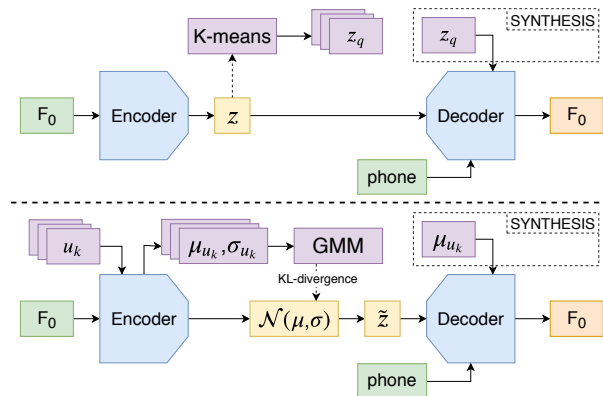 SYNTHESIS
K-means
z_q
z_q
F₀
Encoder
z
Decoder
F₀
phone
SYNTHESIS
u_k
μ_{u_k}, σ_{u_k}
GMM
μ_{u_k}
KL-divergence
F₀
Encoder
𝒩(μ,σ)
z̃
Decoder
F₀
phone